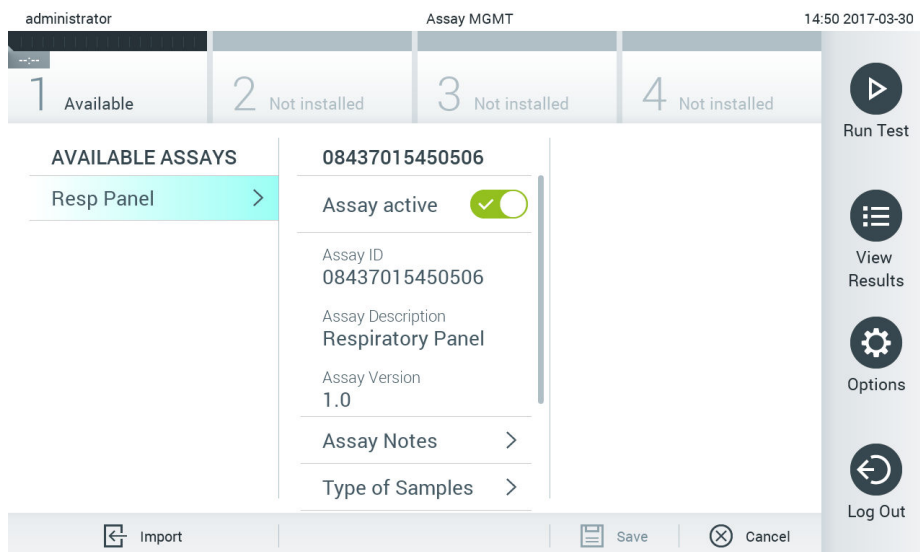 administrator
Assay MGMT
14:50 2017-03-30
--:--
1 Available
2 Not installed
3 Not installed
4 Not installed
Run Test
AVAILABLE ASSAYS
Resp Panel
08437015450506
Assay active
Assay ID
08437015450506
Assay Description
Respiratory Panel
Assay Version
1.0
Assay Notes
Type of Samples
View
Results
Options
Log Out
Import
Save
Cancel